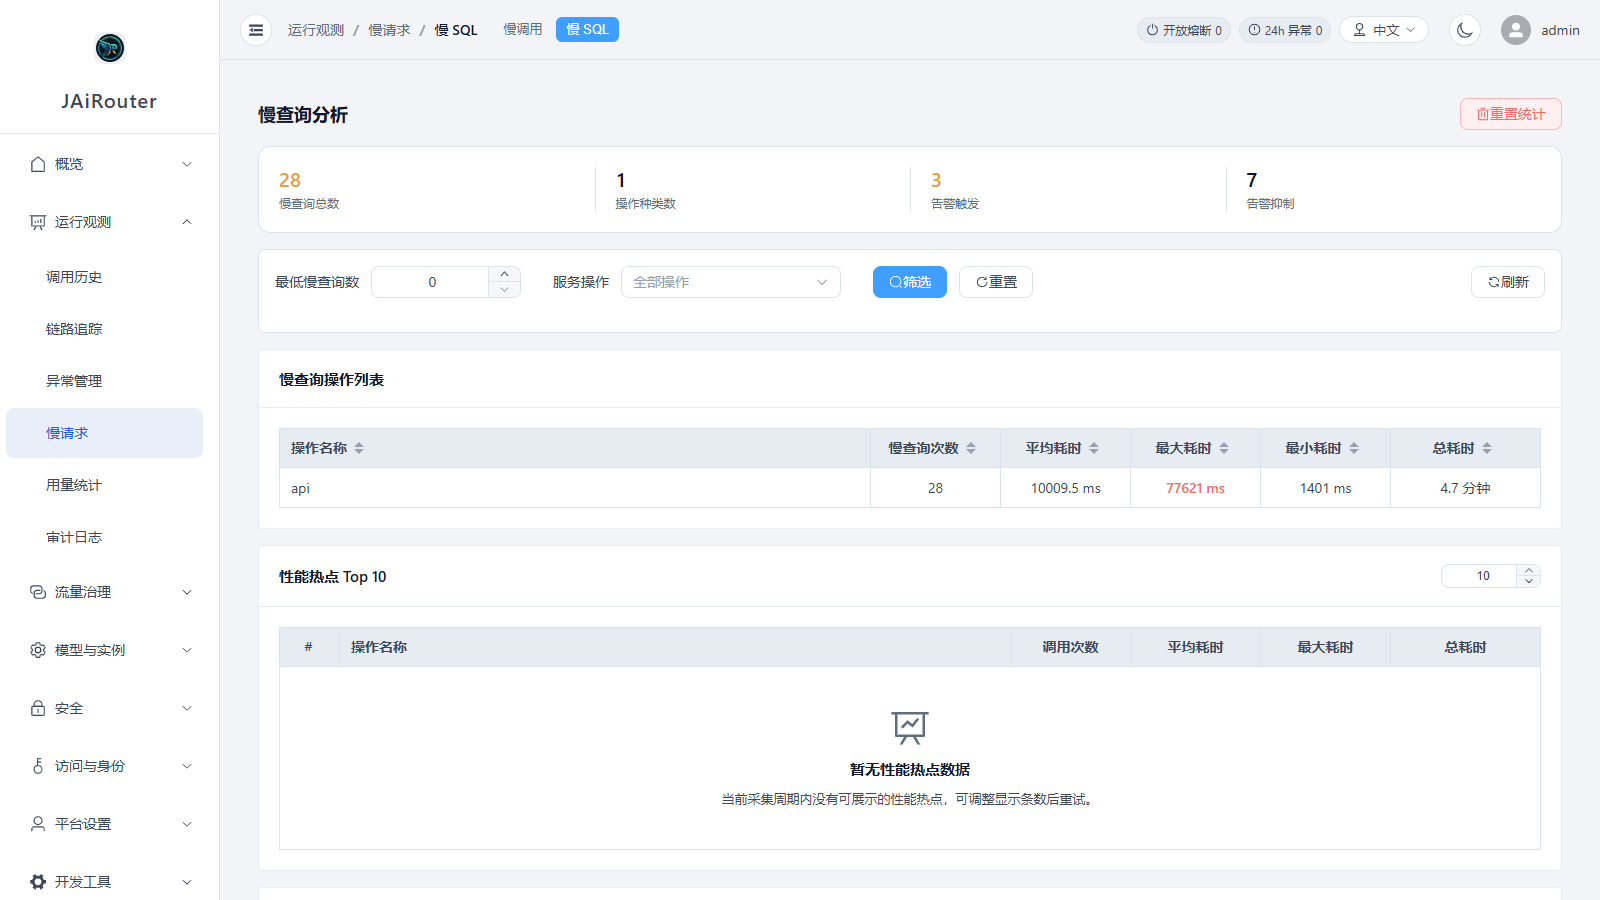 JAiRouter
概览
运行观测
调用历史
链路追踪
异常管理
慢请求
用量统计
审计日志
流量治理
模型与实例
安全
访问与身份
平台设置
开发工具
运行观测 / 慢请求 / 慢 SQL 慢调用 慢 SQL
开放熔断 0 24h 异常 0 中文 admin
慢查询分析 重置统计
28 1 3 7
慢查询总数 操作种类数 告警触发 告警抑制
最低慢查询数 0 服务操作 全部操作 筛选 重置 刷新
慢查询操作列表
操作名称 慢查询次数 平均耗时 最大耗时 最小耗时 总耗时
api 28 10009.5 ms 77621 ms 1401 ms 4.7 分钟
性能热点 Top 10 10
# 操作名称 调用次数 平均耗时 最大耗时 总耗时
暂无性能热点数据
当前采集周期内没有可展示的性能热点，可调整显示条数后重试。